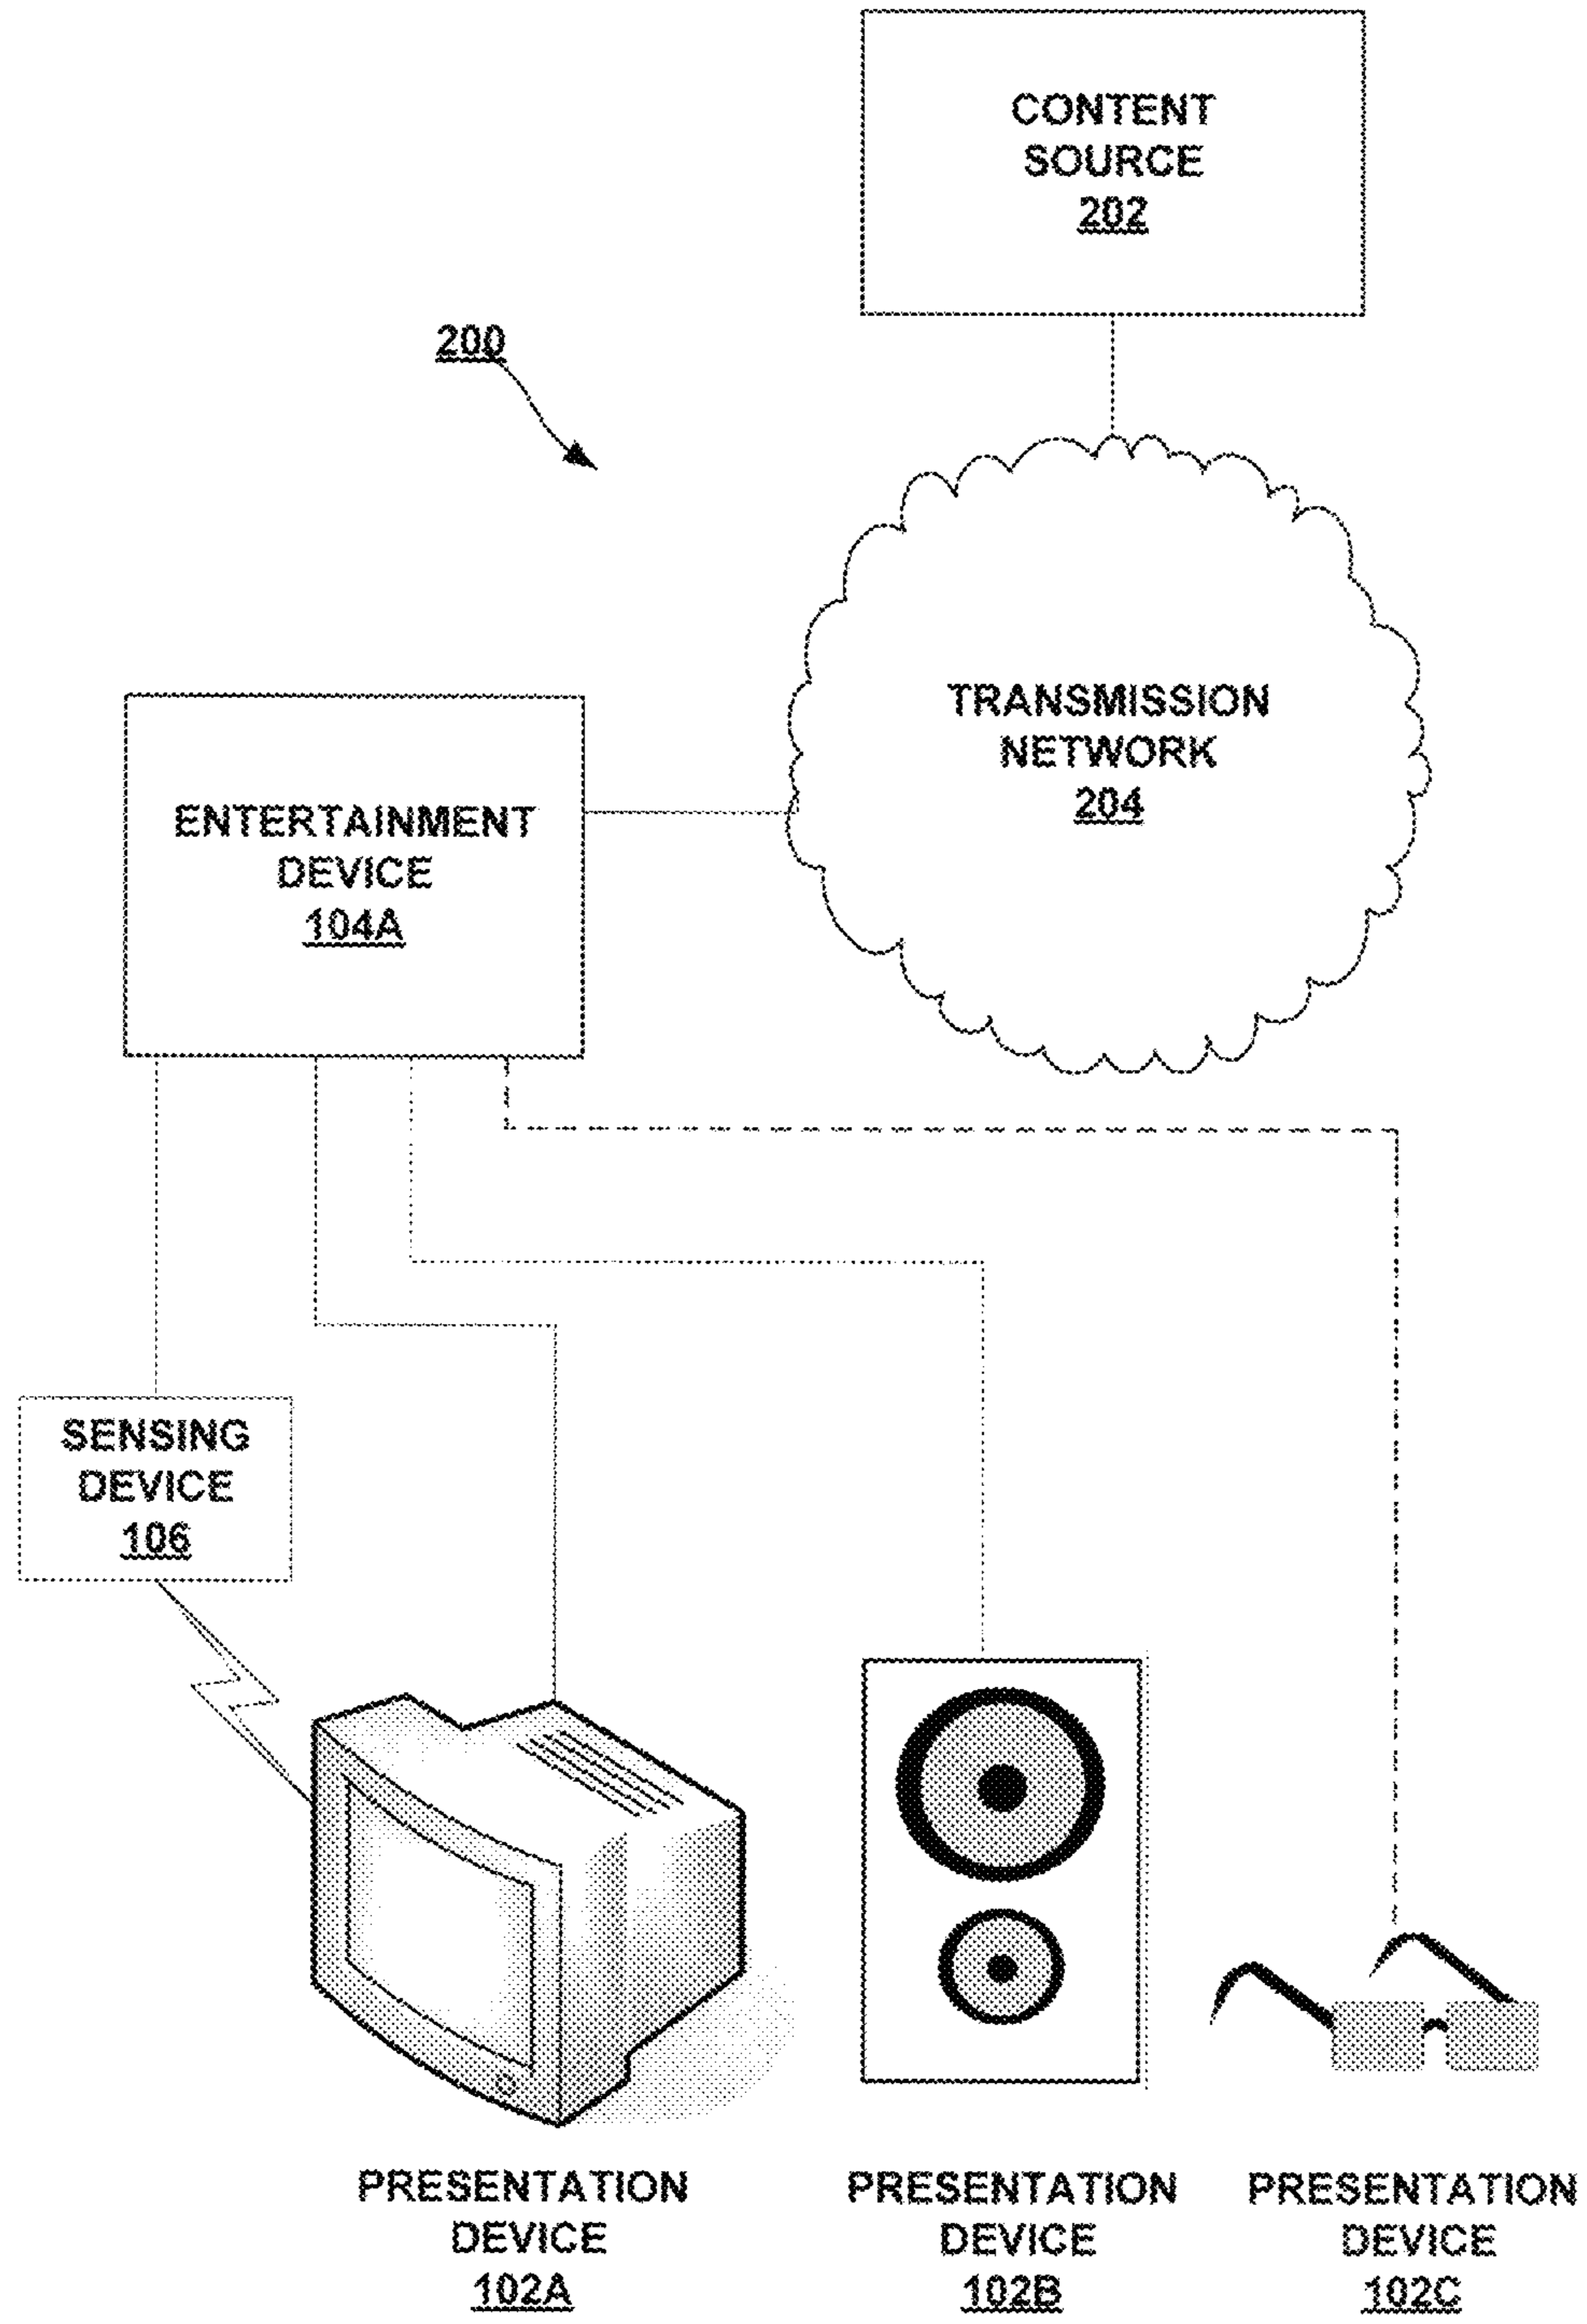 CONTENT
SOURCE
202
200
TRANSMISSION
NETWORK
204
ENTERTAINMENT
DEVICE
104A
SENSING
DEVICE
106
PRESENTATION
DEVICE
102A
PRESENTATION
DEVICE
102B
PRESENTATION
DEVICE
102C